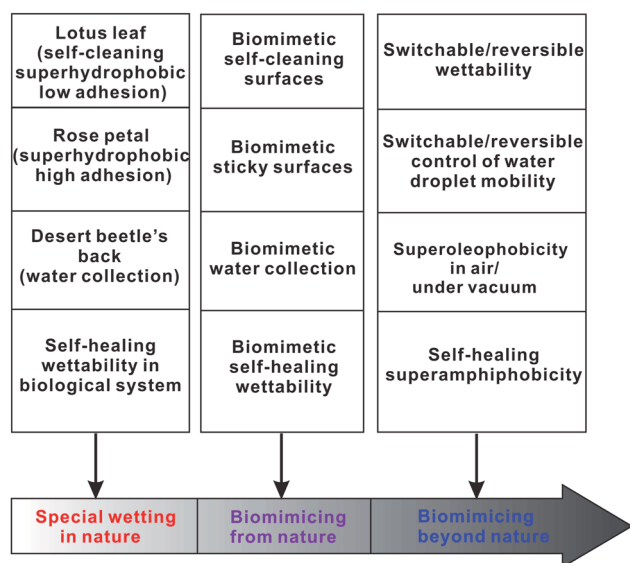 Lotus leaf
(self-cleaning
superhydrophobic
low adhesion)
Rose petal
(superhydrophobic
high adhesion)
Desert beetle's
back
(water collection)
Self-healing
wettability in
biological system
Biomimetic
self-cleaning
surfaces
Biomimetic
sticky surfaces
Biomimetic
water collection
Biomimetic
self-healing
wettability
Switchable/reversible
wettability
Switchable/reversible
control of water
droplet mobility
Superoleophobicity
in air/
under vacuum
Self-healing
superamphiphobicity
Special wetting
in nature
Biomimicing
from nature
Biomimicing
beyond nature